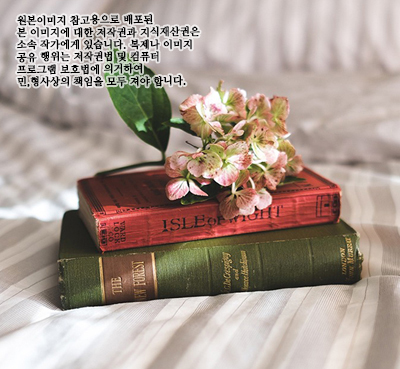 원본이미지 참고용으로 배포된
본 이미지에 대한 저작권과 지식재산권은
소속 작가에게 있습니다. 복제나 이미지
공유 행위는 저작권법 및 컴퓨터
프로그램 보호법에 의거하여
민,형사상의 책임을 모두 져야 합니다.
ISLE of WIGHT
THE
NEW FOREST
and